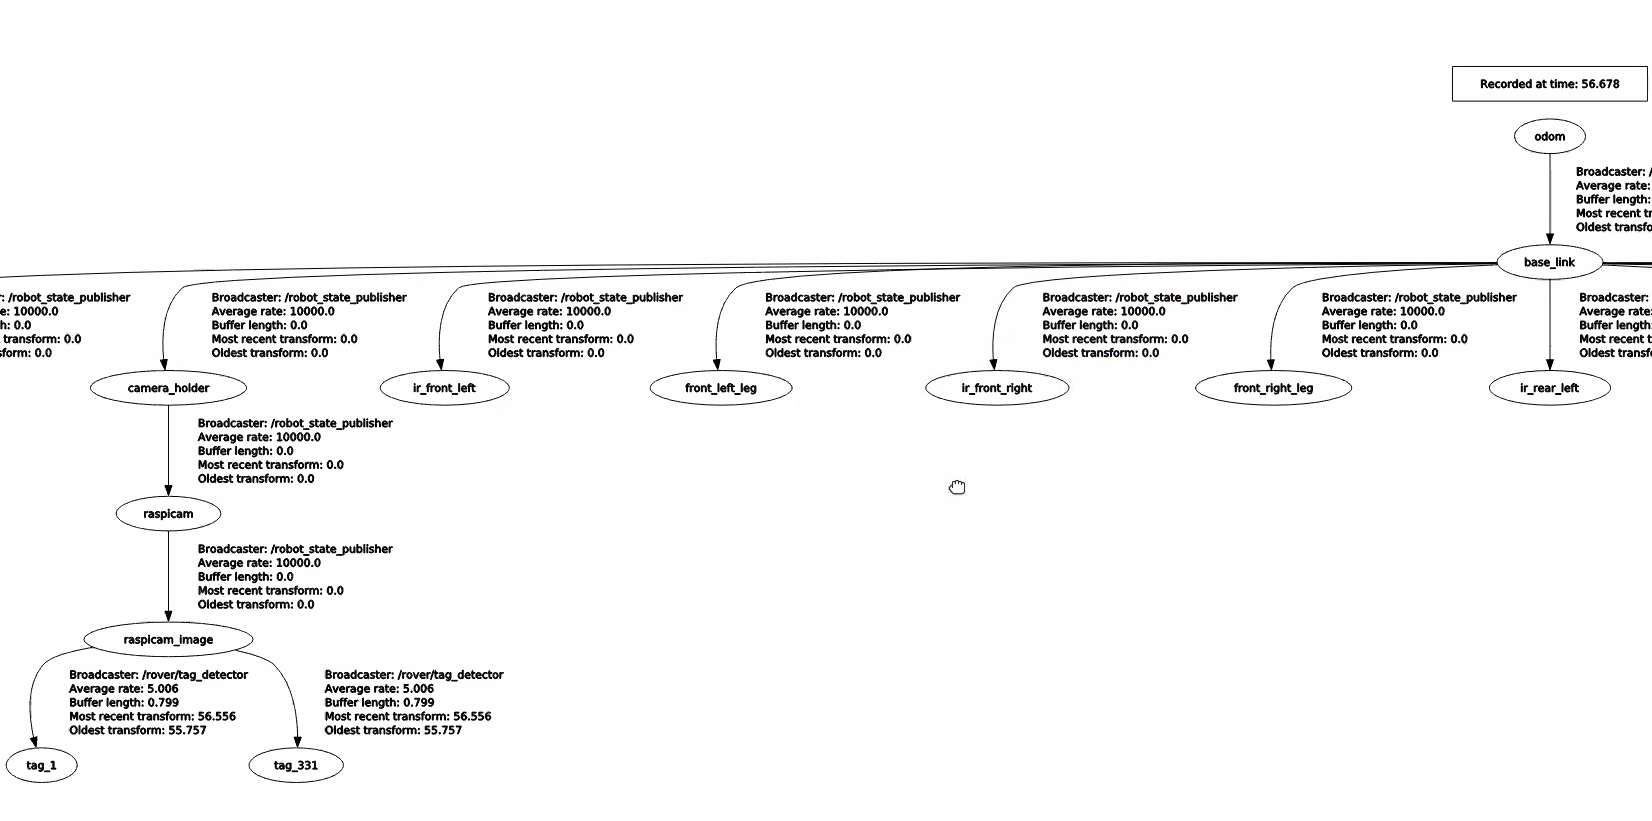 Recorded at time: 56.678
odom
Broadcaster: /
Average rate:
Buffer length:
Most recent
Oldest
base_link
: /robot_state_publisher
: 10000.0
: 0.0
transform: 0.0
: 0.0
Broadcaster: /robot_state_publisher
Average rate: 10000.0
Buffer length: 0.0
Most recent transform: 0.0
Oldest transform: 0.0
Broadcaster: /robot_state_publisher
Average rate: 10000.0
Buffer length: 0.0
Most recent transform: 0.0
Oldest transform: 0.0
Broadcaster: /robot_state_publisher
Average rate: 10000.0
Buffer length: 0.0
Most recent transform: 0.0
Oldest transform: 0.0
Broadcaster: /robot_state_publisher
Average rate: 10000.0
Buffer length: 0.0
Most recent transform: 0.0
Oldest transform: 0.0
Broadcaster: /robot_state_publisher
Average rate: 10000.0
Buffer length: 0.0
Most recent transform: 0.0
Oldest transform: 0.0
Broadcaster:
Average rate:
Buffer length:
Most recent
Oldest
camera_holder
ir_front_left
front_left_leg
ir_front_right
front_right_leg
ir_rear_left
Broadcaster: /robot_state_publisher
Average rate: 10000.0
Buffer length: 0.0
Most recent transform: 0.0
Oldest transform: 0.0
raspicam
Broadcaster: /robot_state_publisher
Average rate: 10000.0
Buffer length: 0.0
Most recent transform: 0.0
Oldest transform: 0.0
raspicam_image
Broadcaster: /rover/tag_detector
Average rate: 5.006
Buffer length: 0.799
Most recent transform: 56.556
Oldest transform: 55.757
Broadcaster: /rover/tag_detector
Average rate: 5.006
Buffer length: 0.799
Most recent transform: 56.556
Oldest transform: 55.757
tag_1
tag_331